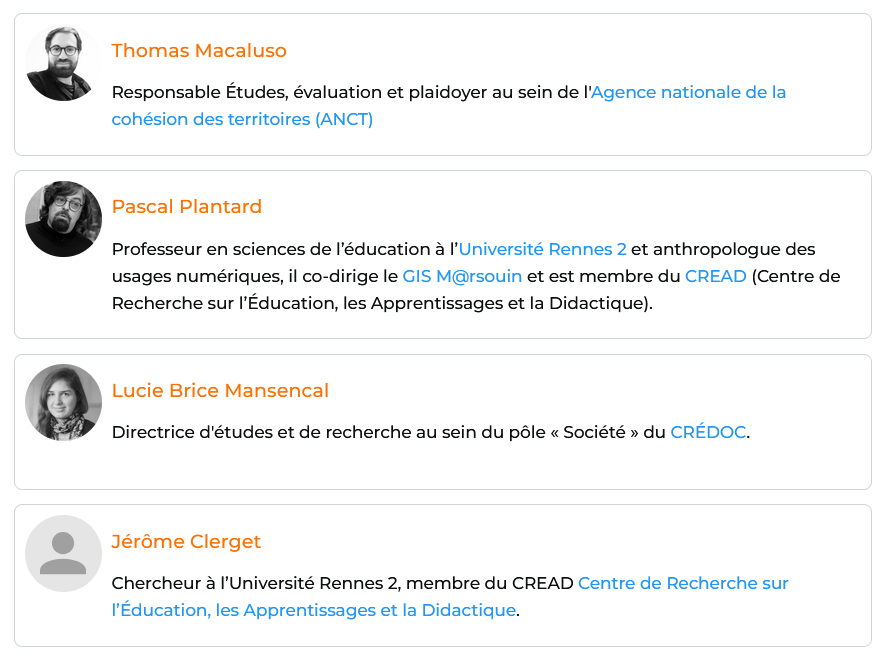 Thomas Macaluso
Responsable Études, évaluation et plaidoyer au sein de l'Agence nationale de la
cohésion des territoires (ANCT)
Pascal Plantard
Professeur en sciences de l’éducation à l’Université Rennes 2 et anthropologue des
usages numériques, il co-dirige le GIS M@rsouin et est membre du CREAD (Centre de
Recherche sur l’Éducation, les Apprentissages et la Didactique).
Lucie Brice Mansencal
Directrice d'études et de recherche au sein du pôle « Société » du CRÉDOC.
Jérôme Clerget
Chercheur à l’Université Rennes 2, membre du CREAD Centre de Recherche sur
l’Éducation, les Apprentissages et la Didactique.